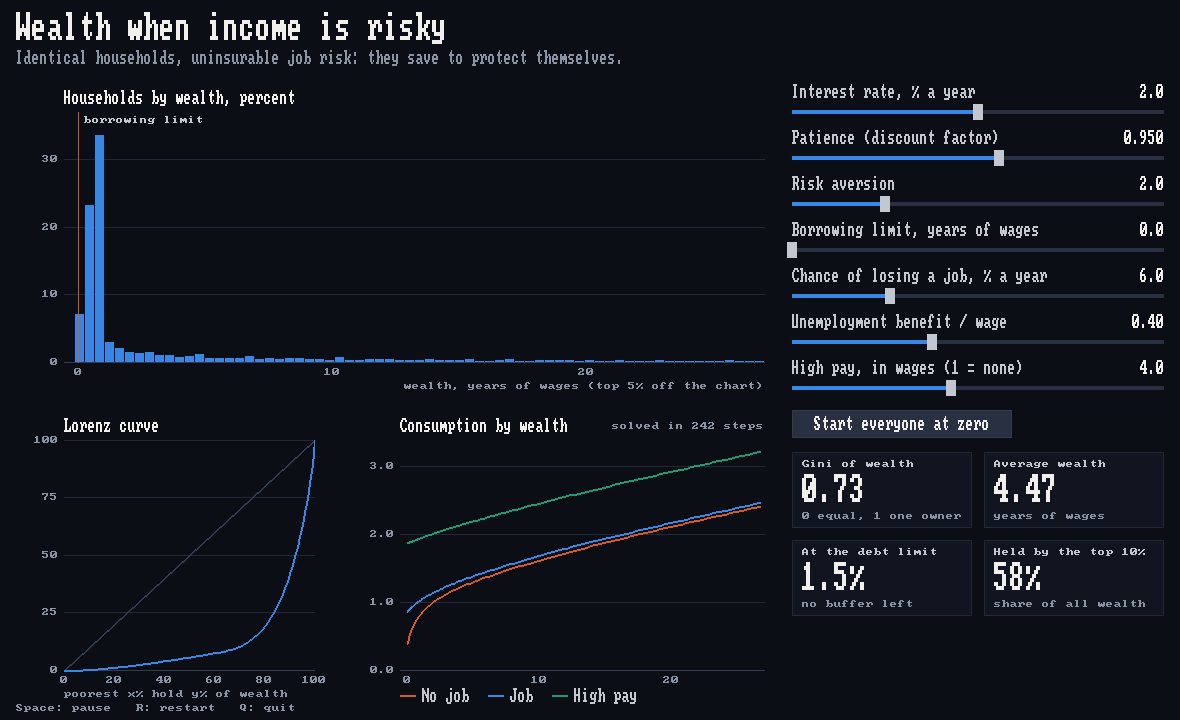 Wealth when income is risky
Identical households, uninsurable job risk: they save to protect themselves.
Households by wealth, percent
borrowing limit
30
20
10
0
0 10 20
wealth, years of wages (top 5% off the chart)
Interest rate, % a year 2.0
Patience (discount factor) 0.950
Risk aversion 2.0
Borrowing limit, years of wages 0.0
Chance of losing a job, % a year 6.0
Unemployment benefit / wage 0.40
High pay, in wages (1 = none) 4.0
Start everyone at zero
Gini of wealth
0.73
0 equal, 1 one owner
Average wealth
4.47
years of wages
At the debt limit
1.5%
no buffer left
Held by the top 10%
58%
share of all wealth
Lorenz curve
100
75
50
25
0
0 20 40 60 80 100
poorest x% hold y% of wealth
Consumption by wealth
solved in 242 steps
3.0
2.0
1.0
0.0
0 10 20
No job Job High pay
Space: pause R: restart Q: quit